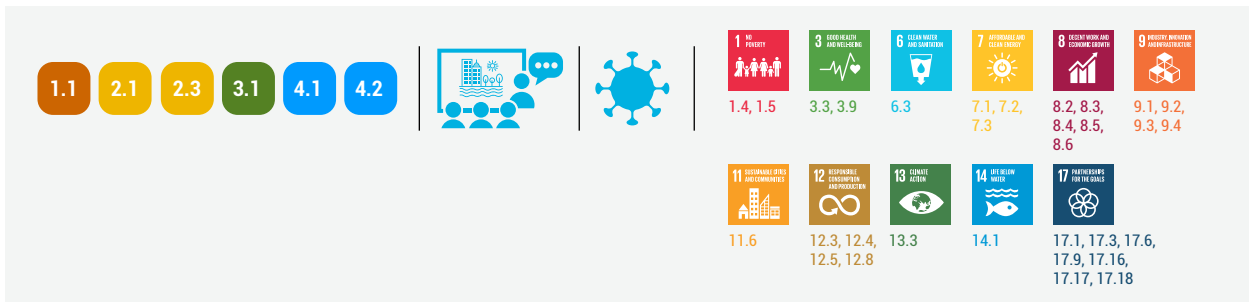 1.1 2.1 2.3 3.1 4.1 4.2
1 NO
POVERTY
1.4, 1.5
3 GOOD HEALTH
AND WELL-BEING
3.3, 3.9
6 CLEAN WATER
AND SANITATION
6.3
7 AFFORDABLE AND
CLEAN ENERGY
7.1, 7.2,
7.3
8 DECENT WORK AND
ECONOMIC GROWTH
8.2, 8.3,
8.4, 8.5,
8.6
9 INDUSTRY, INNOVATION
AND INFRASTRUCTURE
9.1, 9.2,
9.3, 9.4
11 SUSTAINABLE CITIES
AND COMMUNITIES
11.6
12 RESPONSIBLE
CONSUMPTION
AND PRODUCTION
12.3, 12.4,
12.5, 12.8
13 CLIMATE
ACTION
13.3
14 LIFE BELOW
WATER
14.1
17 PARTNERSHIPS
FOR THE GOALS
17.1, 17.3, 17.6,
17.9, 17.16,
17.17, 17.18